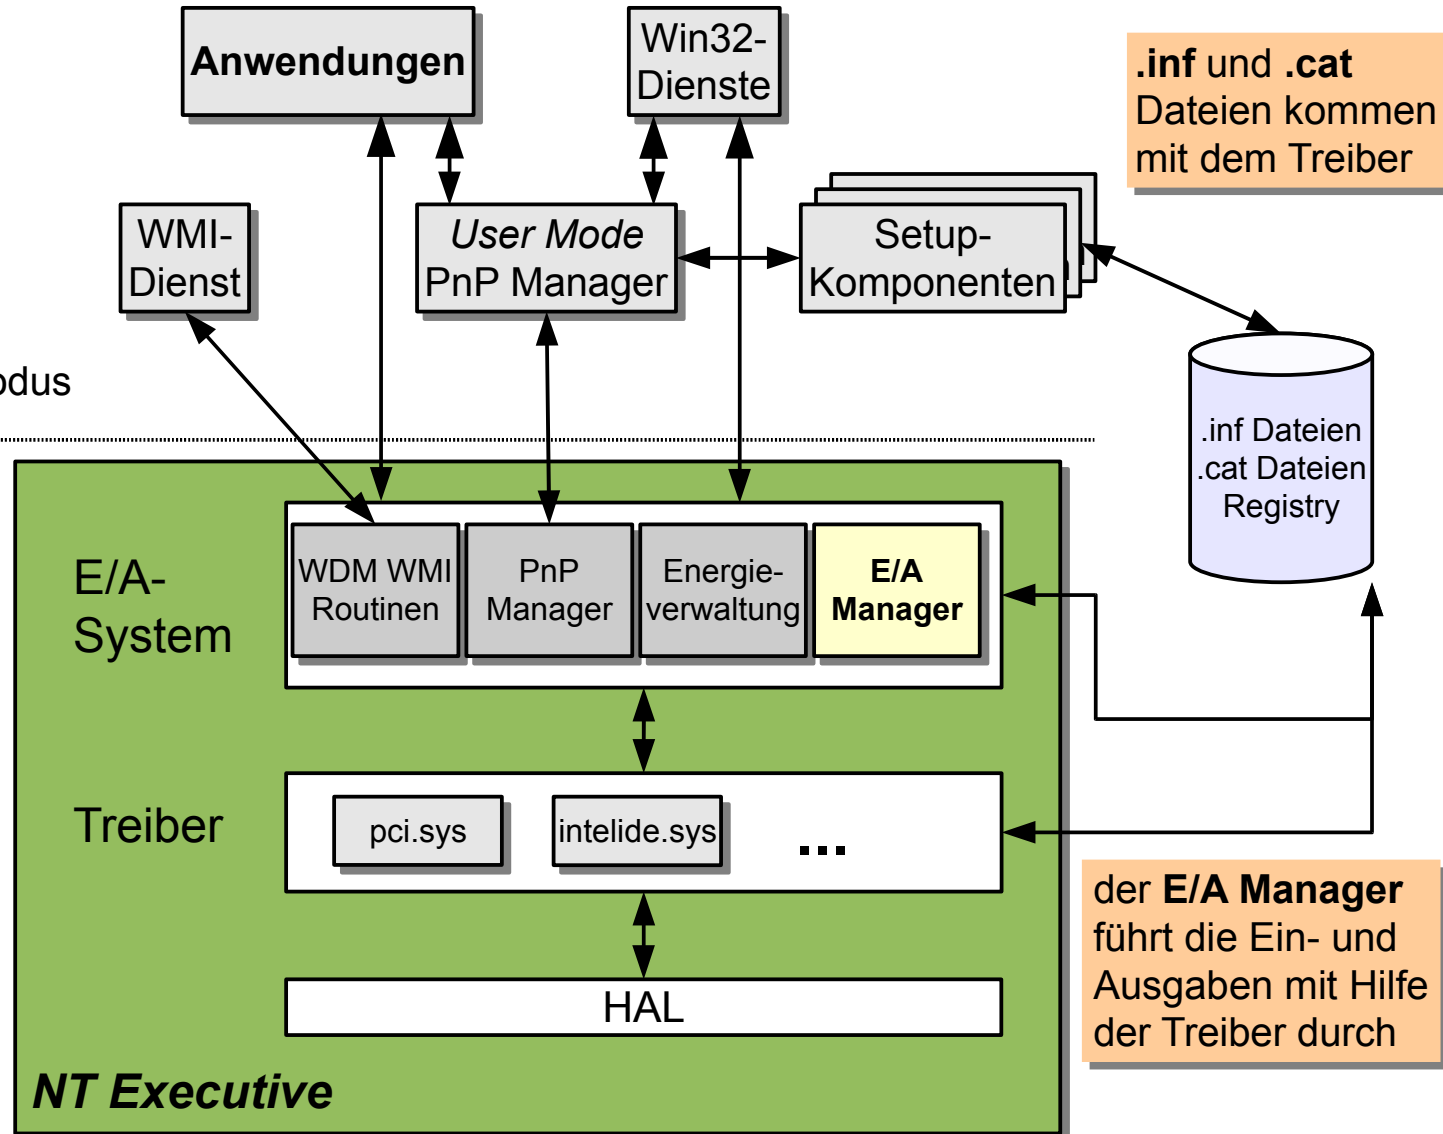 Anwendungen
Win32-
Dienste
.inf und .cat
Dateien kommen
mit dem Treiber
WMI-
Dienst
User Mode
PnP Manager
Setup-
Komponenten
.inf Dateien
.cat Dateien
Registry
E/A-
System
WDM WMI
Routinen
PnP
Manager
Energie-
verwaltung
E/A
Manager
Treiber
pci.sys
intelide.sys
...
der E/A Manager
führt die Ein- und
Ausgaben mit Hilfe
der Treiber durch
HAL
NT Executive